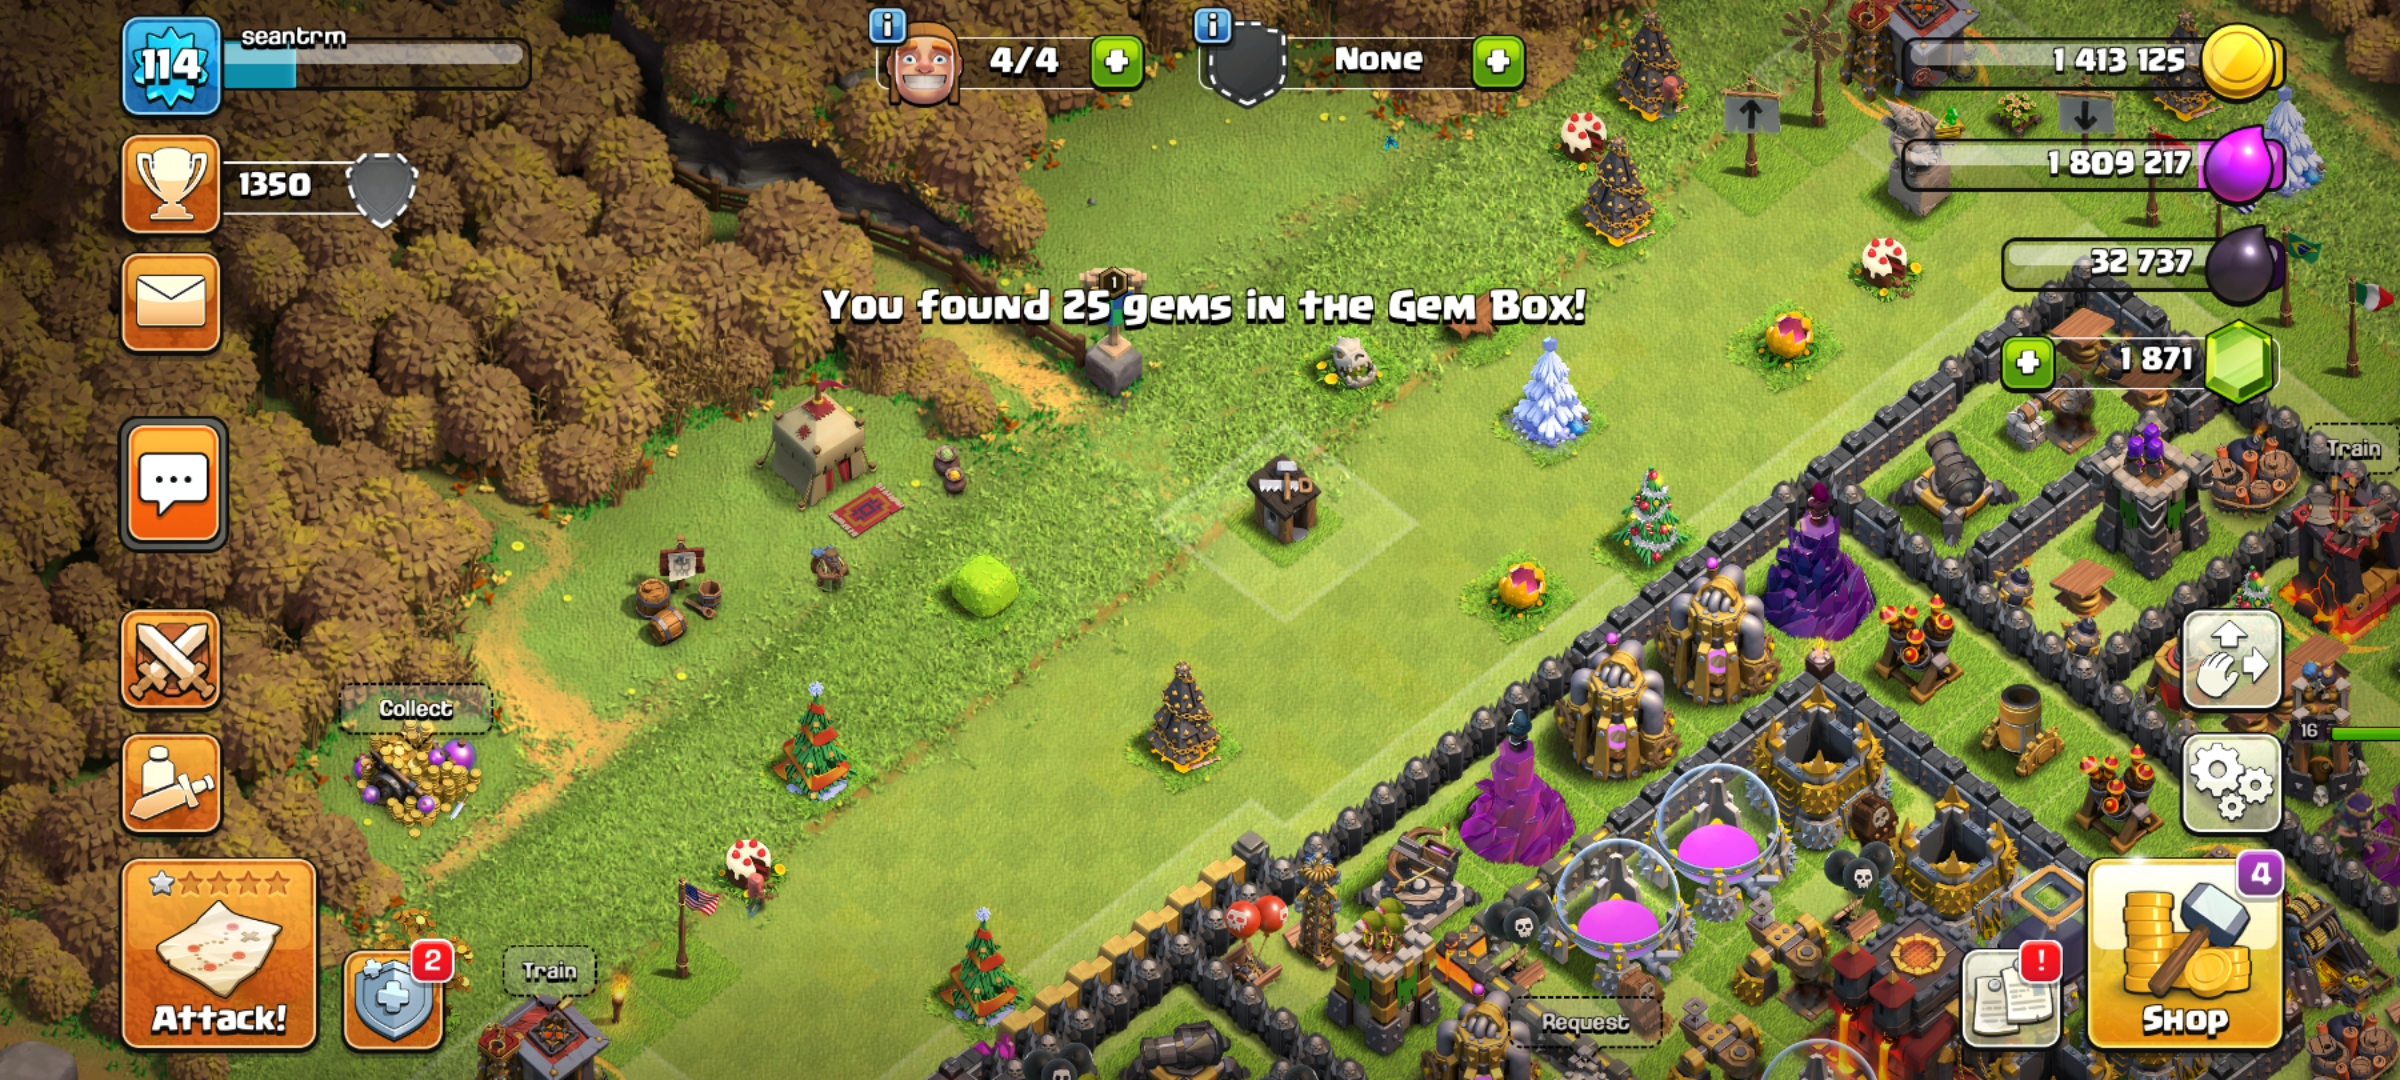 114
seantrm
4/4
None
1 413 125
1350
1 809 217
32 737
1
You found 25 gems in the Gem Box!
1 871
Train
Collect
16
4
2
Train
!
Attack!
Request
Shop